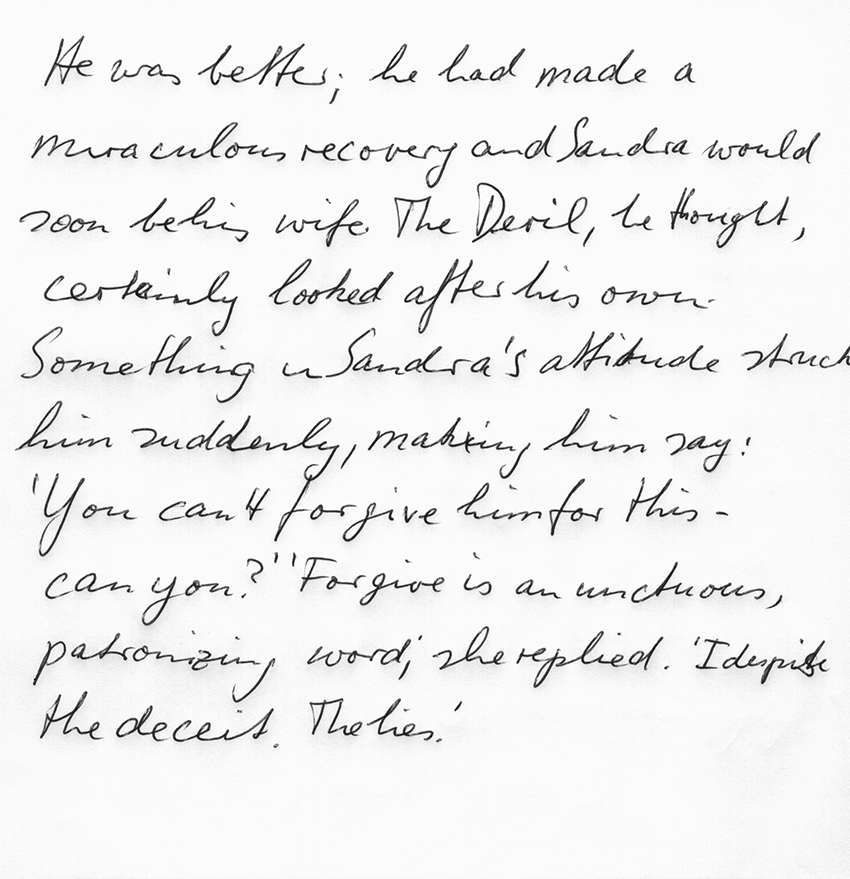 He was better; he had made a
miraculous recovery and Sandra would
soon be his wife. The Devil, he thought,
certainly looked after his own.
Something in Sandra's attitude struck
him suddenly, making him say:
'You can't forgive him for this -
can you?' 'Forgive is an unctuous,
patronizing word,' she replied. 'I despise
the deceit. The lies.'